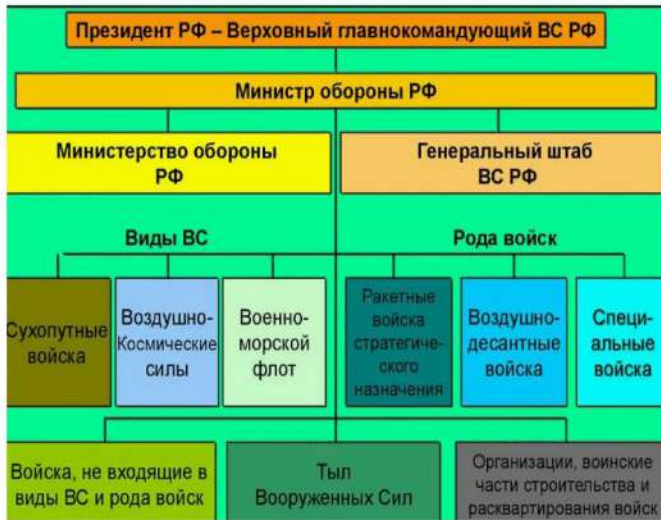 Президент РФ – Верховный главнокомандующий ВС РФ
Министр обороны РФ
Министерство обороны
РФ
Генеральный штаб
ВС РФ
Виды ВС
Рода войск
Сухопутные
войска
Воздушно-
Космические
силы
Военно-
морской
флот
Ракетные
войска
стратегичес-
кого
назначения
Воздушно-
десантные
войска
Специ-
альные
войска
Войска, не входящие в
виды ВС и рода войск
Тыл
Вооруженных Сил
Организации, воинские
части строительства и
расквартирования войск